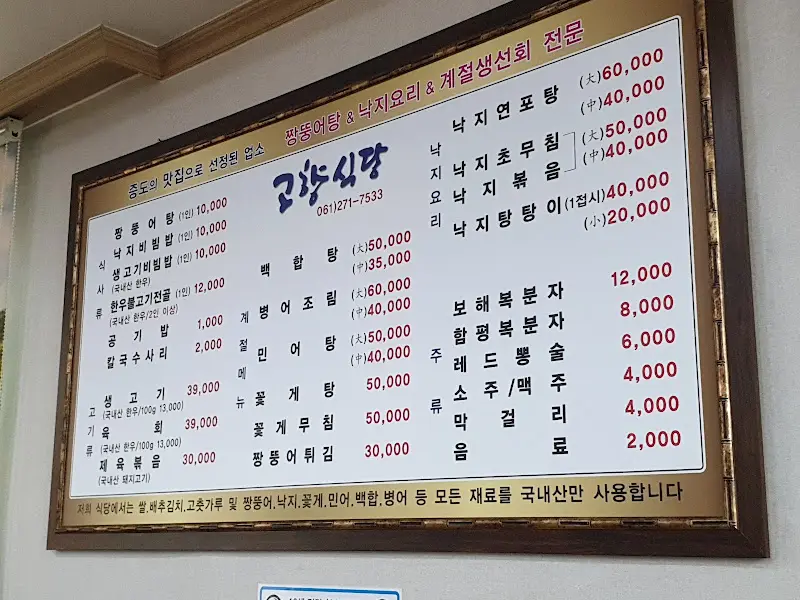 증도의 맛집으로 선정된 업소 짱뚱어탕 & 낙지요리 & 계절생선회 전문
고향식당
061)271-7533
식사류
짱뚱어탕 (1인) 10,000
낙지비빔밥 (1인) 10,000
생고기비빔밥 (1인) 10,000
(국내산 한우)
한우불고기전골 (1인) 12,000
(국내산 한우/2인 이상)
공기밥 1,000
칼국수사리 2,000
고기류
생고기 39,000
(국내산 한우/100g 13,000)
육회 39,000
(국내산 한우/100g 13,000)
제육볶음 30,000
(국내산 돼지고기)
계절메뉴
백합탕 (大)50,000
(中)35,000
병어조림 (大)60,000
(中)40,000
민어탕 (大)50,000
(中)40,000
꽃게탕 50,000
꽃게무침 50,000
짱뚱어튀김 30,000
낙지요리
낙지연포탕 (大)60,000
(中)40,000
낙지초무침 (大)50,000
낙지볶음 (中)40,000
낙지탕탕이 (1접시)40,000
(小)20,000
주류
보해복분자 12,000
함평복분자 8,000
레드뽕술 6,000
소주/맥주 4,000
막걸리 4,000
음료 2,000
저희 식당에서는 쌀,배추김치,고춧가루 및 짱뚱어,낙지,꽃게,민어,백합,병어 등 모든 재료를 국내산만 사용합니다